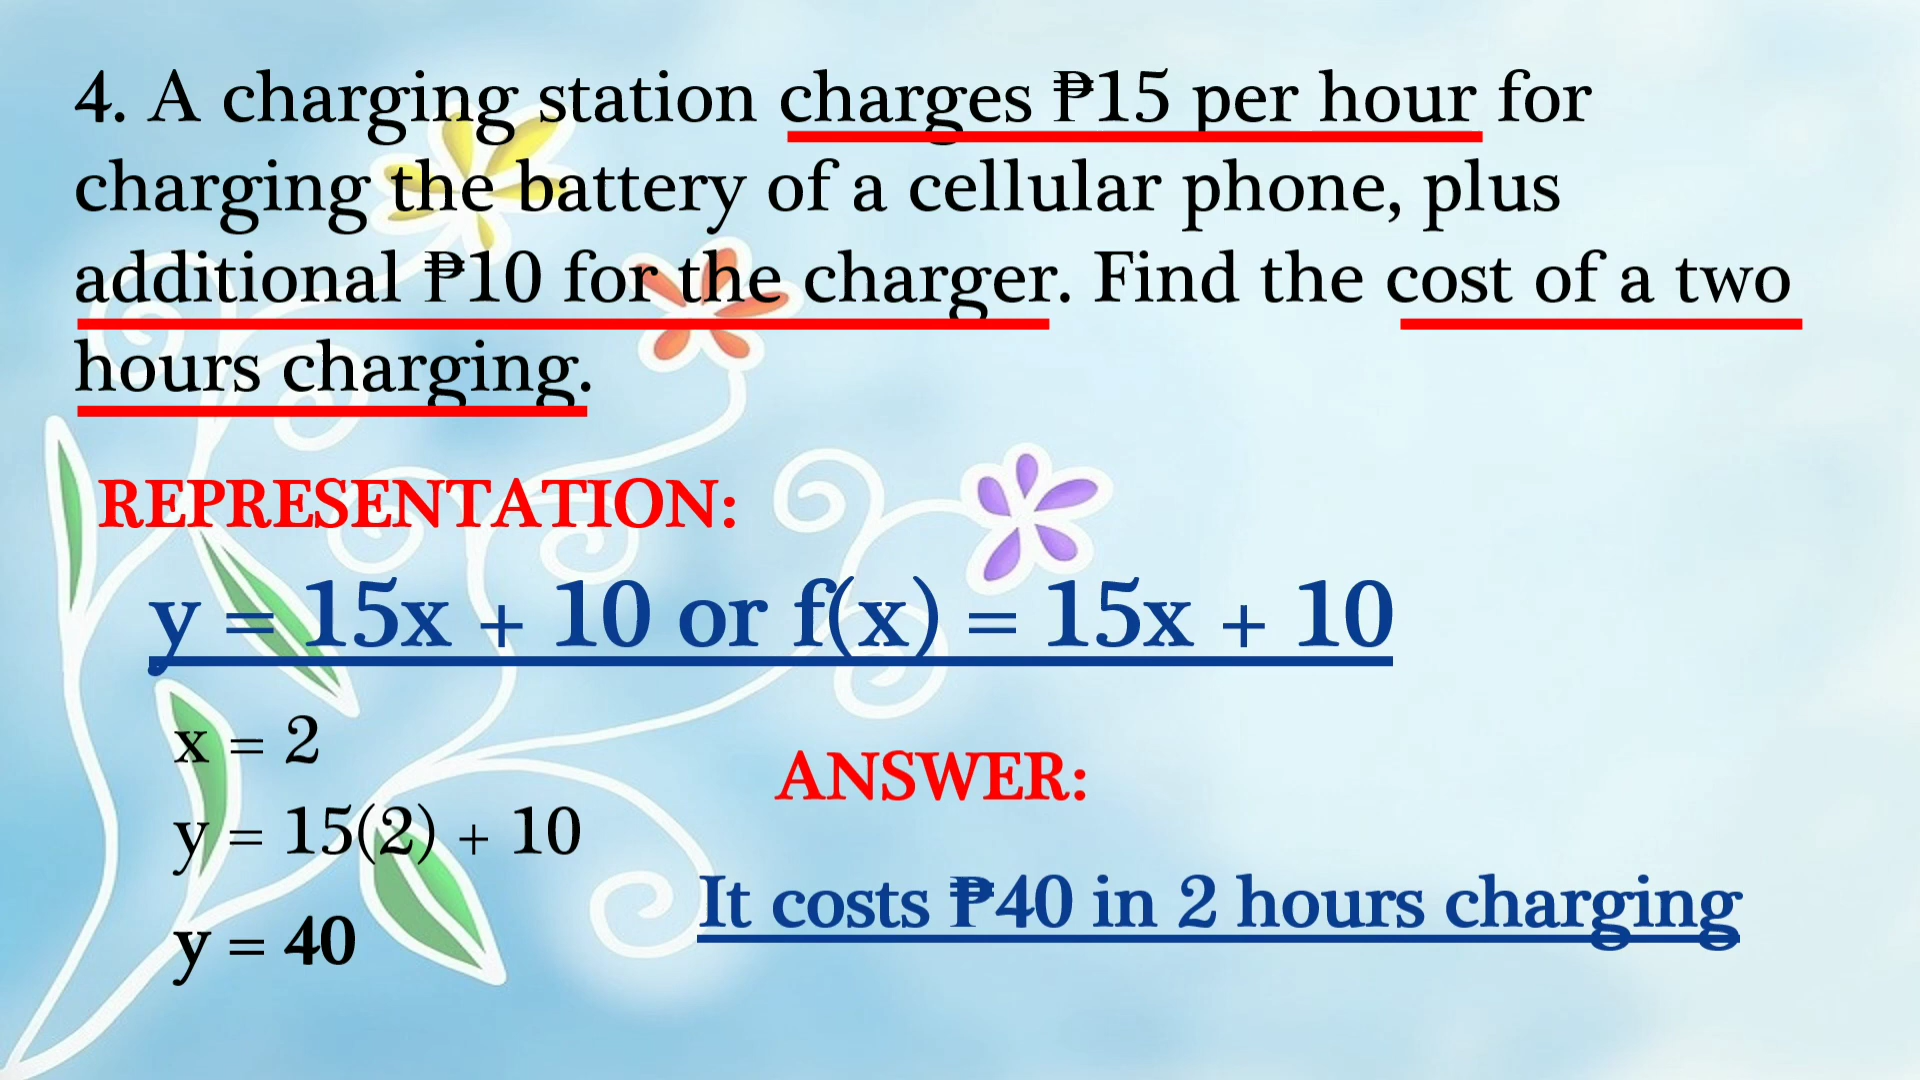 4. A charging station charges ₱15 per hour for
charging the battery of a cellular phone, plus
additional ₱10 for the charger. Find the cost of a two
hours charging.
REPRESENTATION:
y = 15x + 10 or f(x) = 15x + 10
x = 2
y = 15(2) + 10
y = 40
ANSWER:
It costs ₱40 in 2 hours charging